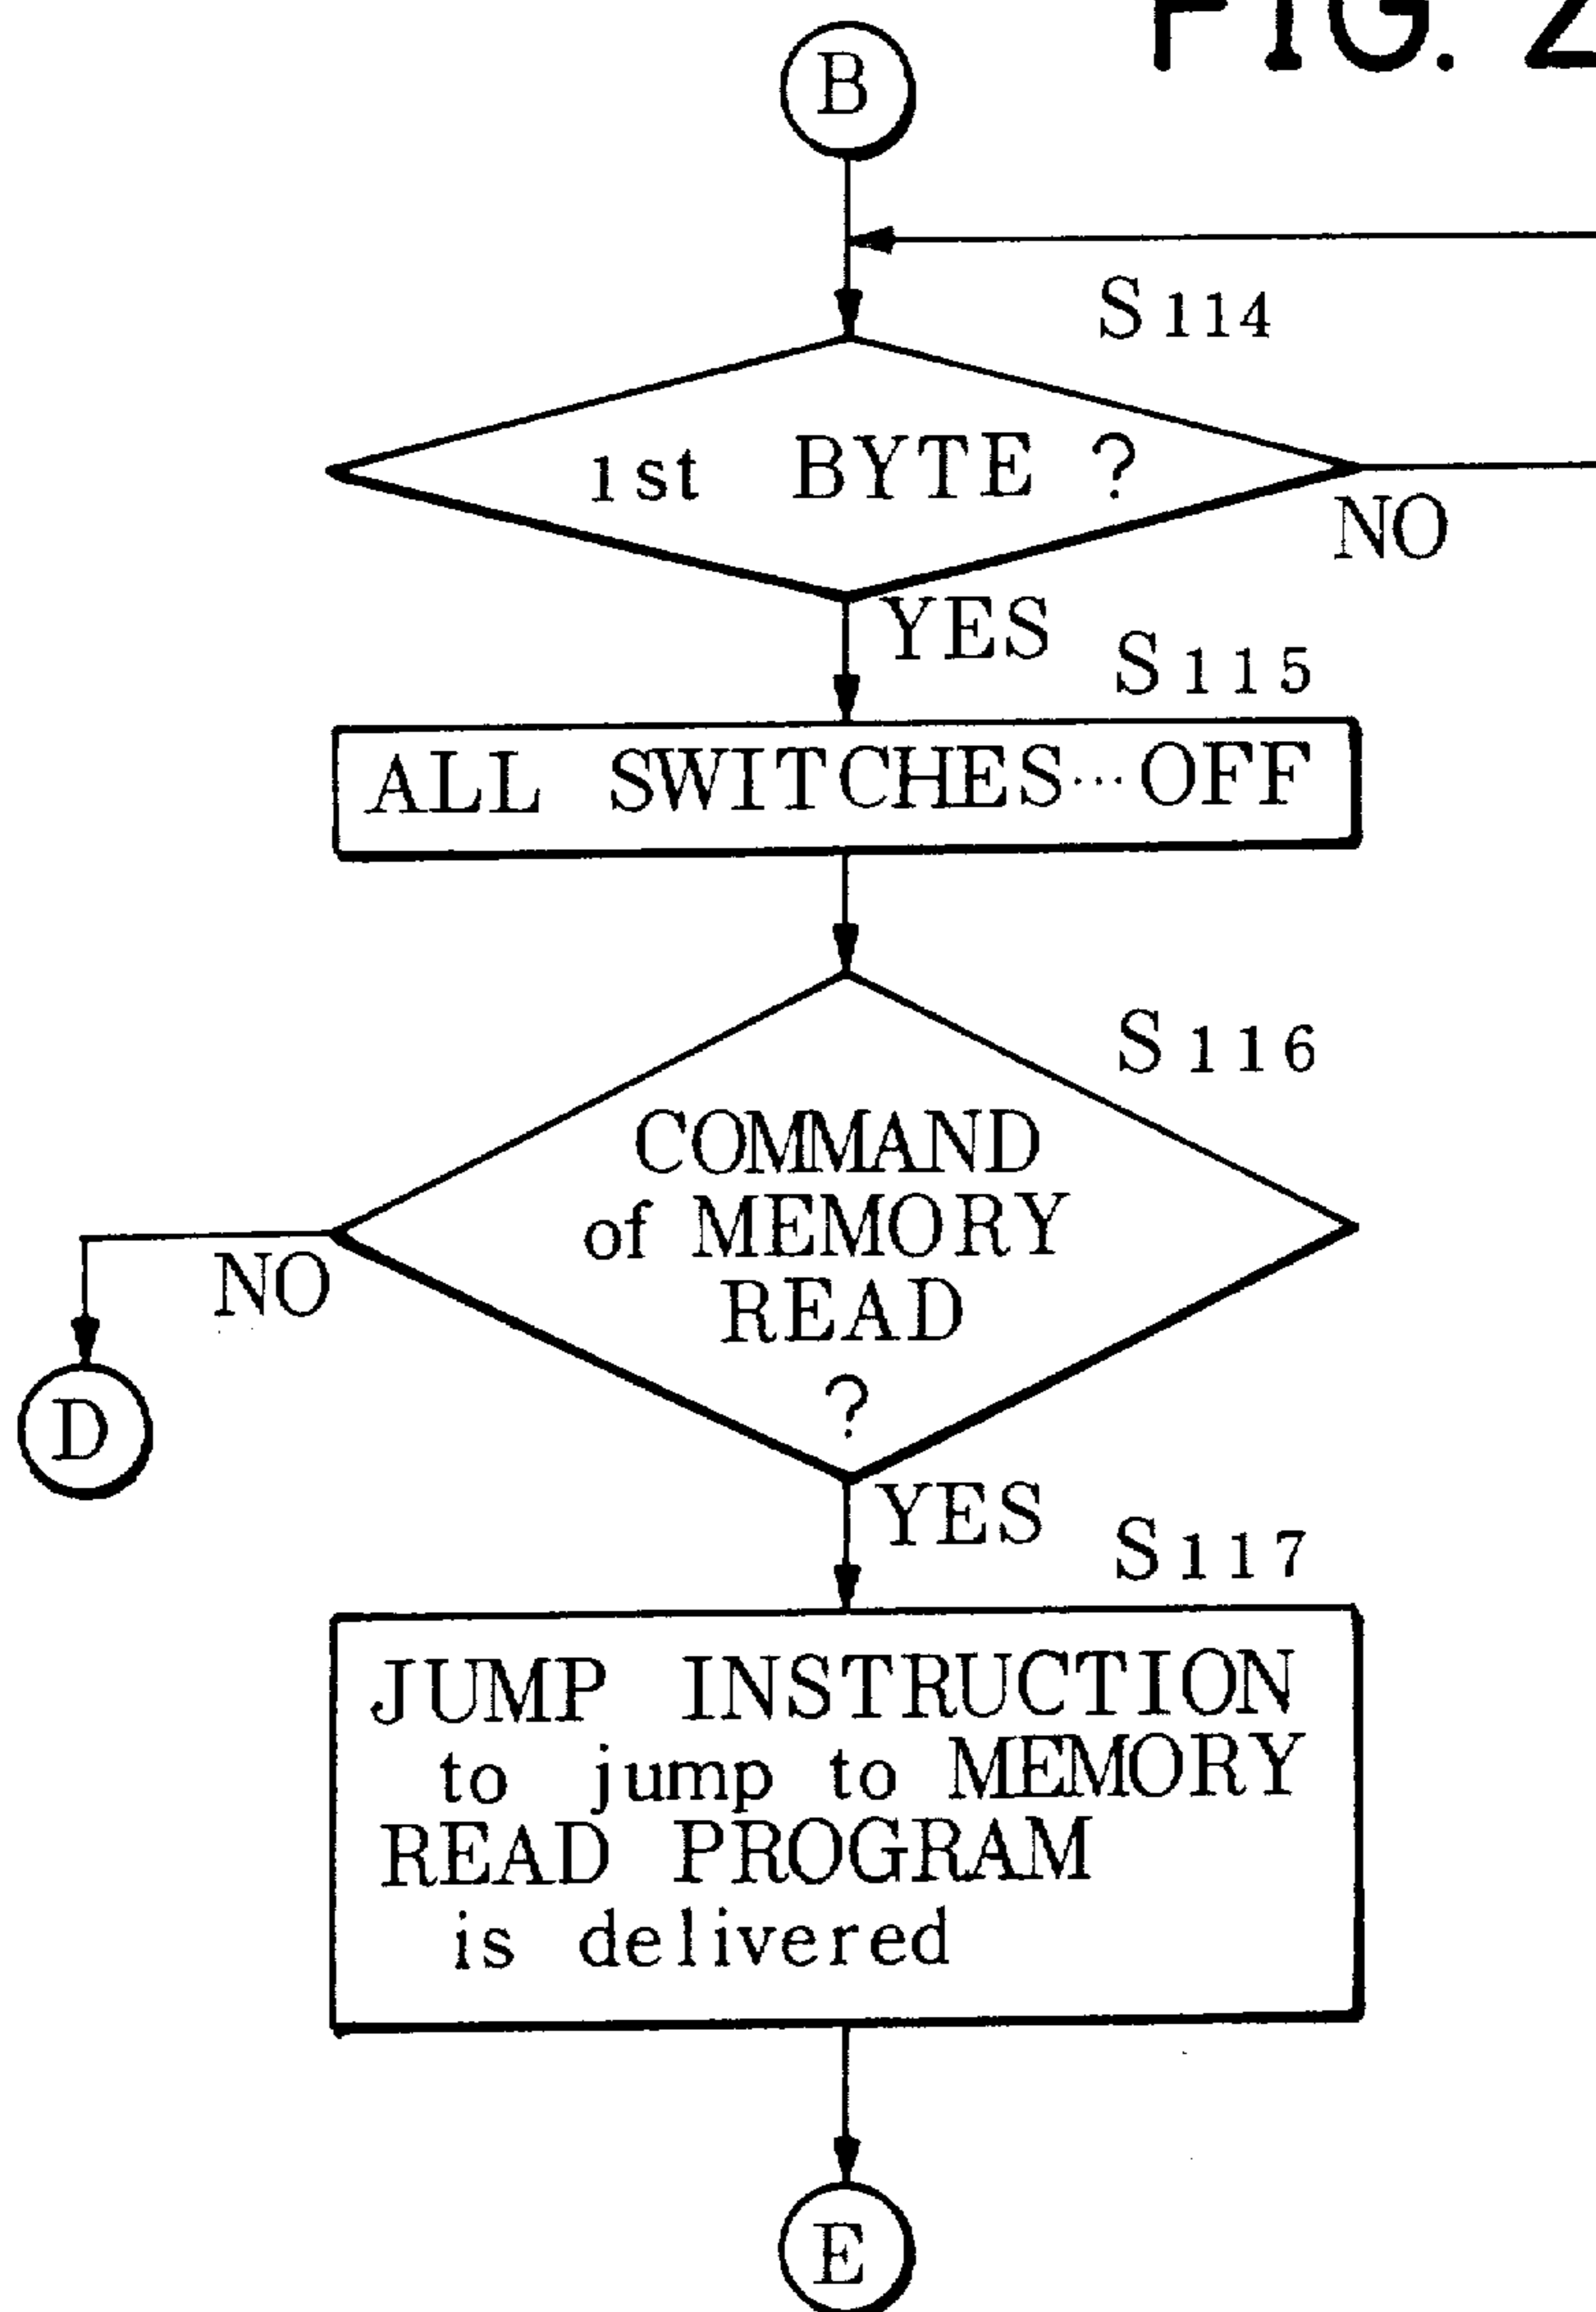 FIG. 2
B
S114
1st BYTE ?
NO
YES
S115
ALL SWITCHES···OFF
S116
COMMAND
of MEMORY
READ
?
NO
D
YES
S117
JUMP INSTRUCTION
to jump to MEMORY
READ PROGRAM
is delivered
E